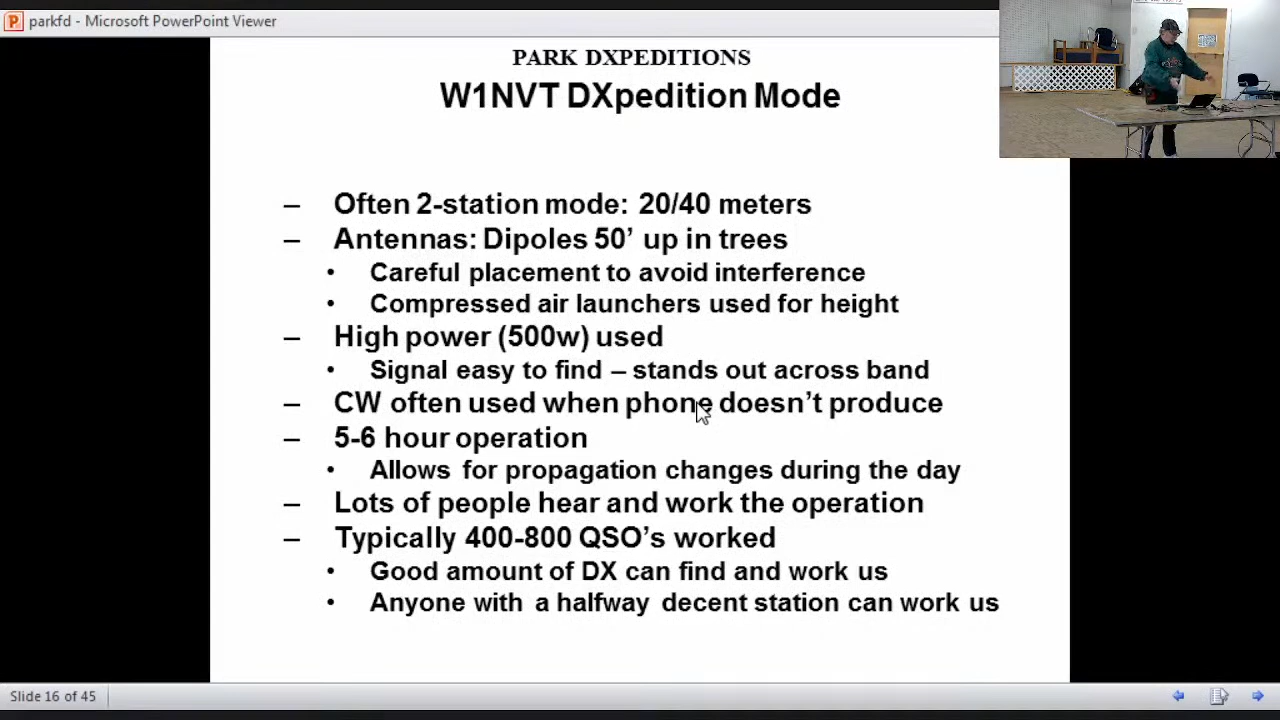 parkfd - Microsoft PowerPoint Viewer
PARK DXPEDITIONS
W1NVT DXpedition Mode
– Often 2-station mode: 20/40 meters
– Antennas: Dipoles 50’ up in trees
• Careful placement to avoid interference
• Compressed air launchers used for height
– High power (500w) used
• Signal easy to find – stands out across band
– CW often used when phone doesn’t produce
– 5-6 hour operation
• Allows for propagation changes during the day
– Lots of people hear and work the operation
– Typically 400-800 QSO’s worked
• Good amount of DX can find and work us
• Anyone with a halfway decent station can work us
Slide 16 of 45